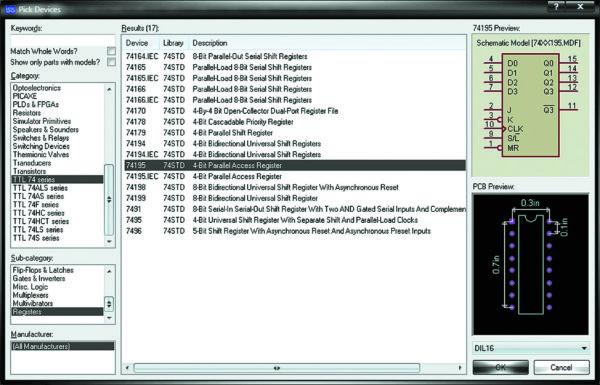 ISIS Pick Devices
Keywords:
Match Whole Words?
Show only parts with models?
Category:
Optoelectronics
PICAXE
PLDs & FPGAs
Resistors
Simulator Primitives
Speakers & Sounders
Switches & Relays
Switching Devices
Thermionic Valves
Transducers
Transistors
TTL 74 series
TTL 74ALS series
TTL 74AS series
TTL 74F series
TTL 74HC series
TTL 74HCT series
TTL 74LS series
TTL 74S series
Sub-category:
Flip-Flops & Latches
Gates & Inverters
Misc. Logic
Multiplexers
Multivibrators
Registers
Manufacturer:
(All Manufacturers)
Results (17):
Device Library Description
74164.IEC 74STD 8-Bit Parallel-Out Serial Shift Registers
74165 74STD Parallel-Load 8-Bit Serial Shift Registers
74165.IEC 74STD Parallel-Load 8-Bit Serial Shift Registers
74166 74STD Parallel-Load 8-Bit Serial Shift Registers
74166.IEC 74STD Parallel-Load 8-Bit Serial Shift Registers
74170 74STD 4-By-4 Bit Open-Collector Dual-Port Register File
74178 74STD 4-Bit Cascadable Priority Register
74179 74STD 4-Bit Parallel Shift Register
74194 74STD 4-Bit Bidirectional Universal Shift Registers
74194.IEC 74STD 4-Bit Bidirectional Universal Shift Registers
74195 74STD 4-Bit Parallel Access Register
74195.IEC 74STD 4-Bit Parallel Access Register
74198 74STD 8-Bit Bidirectional Universal Shift Register With Asynchronous Reset
74199 74STD 8-Bit Bidirectional Universal Shift Register
7491 74STD 8-Bit Serial-In Serial-Out Shift Register With Two AND Gated Serial Inputs And Complemen
7495 74STD 4-Bit Universal Shift Register With Separate Shift And Parallel-Load Clocks
7496 74STD 5-Bit Shift Register With Asynchronous Reset And Asynchronous Preset Inputs
74195 Preview:
Schematic Model [74XX195.MDF]
4 D0 Q0 15
5 D1 Q1 14
6 D2 Q2 13
7 D3 Q3 12
2 J Q3 11
3 K
10 CLK
9 S/L
1 MR
PCB Preview:
0.3in
0.1in
0.7in
DIL16
OK Cancel